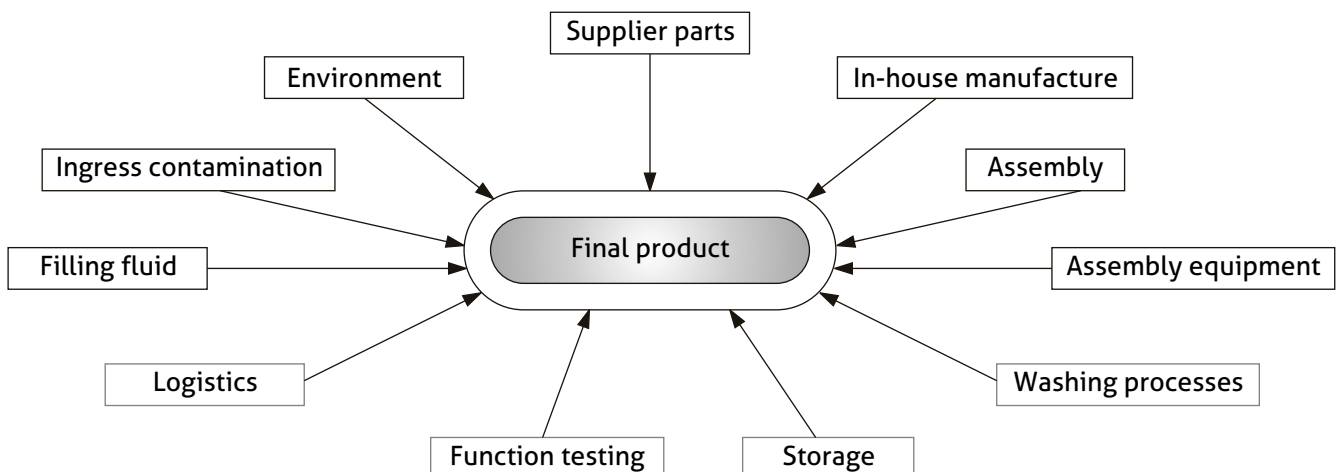 Supplier parts
Environment
In-house manufacture
Ingress contamination
Assembly
Final product
Filling fluid
Assembly equipment
Logistics
Washing processes
Function testing
Storage